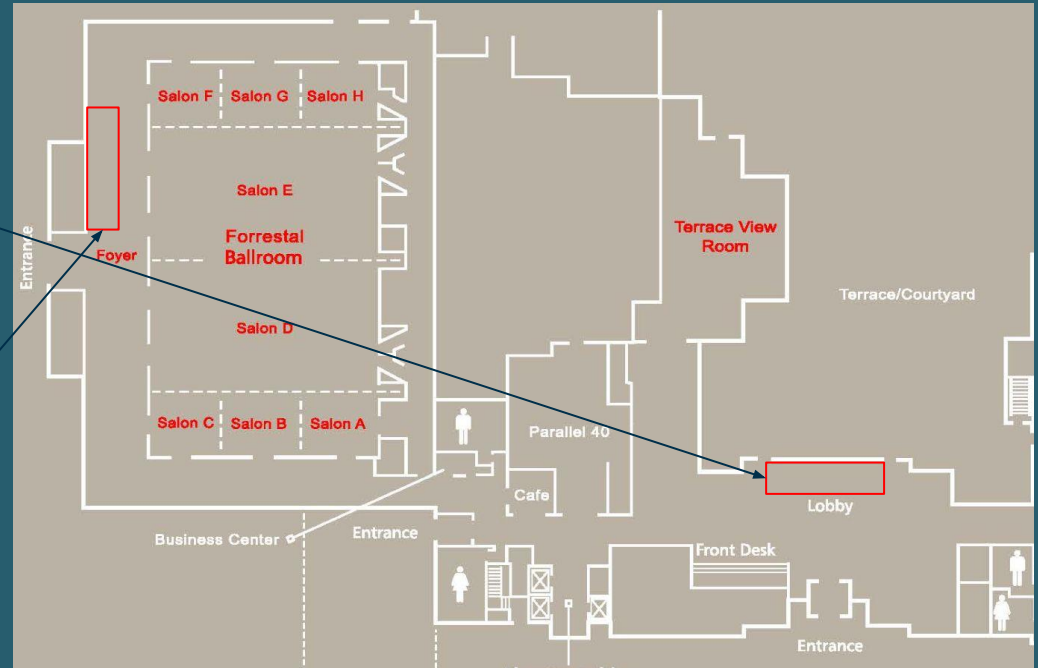 Salon F
Salon G
Salon H
Salon E
Terrace View
Room
Forrestal
Ballroom
Entrance
Foyer
Terrace/Courtyard
Salon D
Salon C
Salon B
Salon A
Parallel 40
Cafe
Lobby
Business Center
Entrance
Front Desk
Entrance